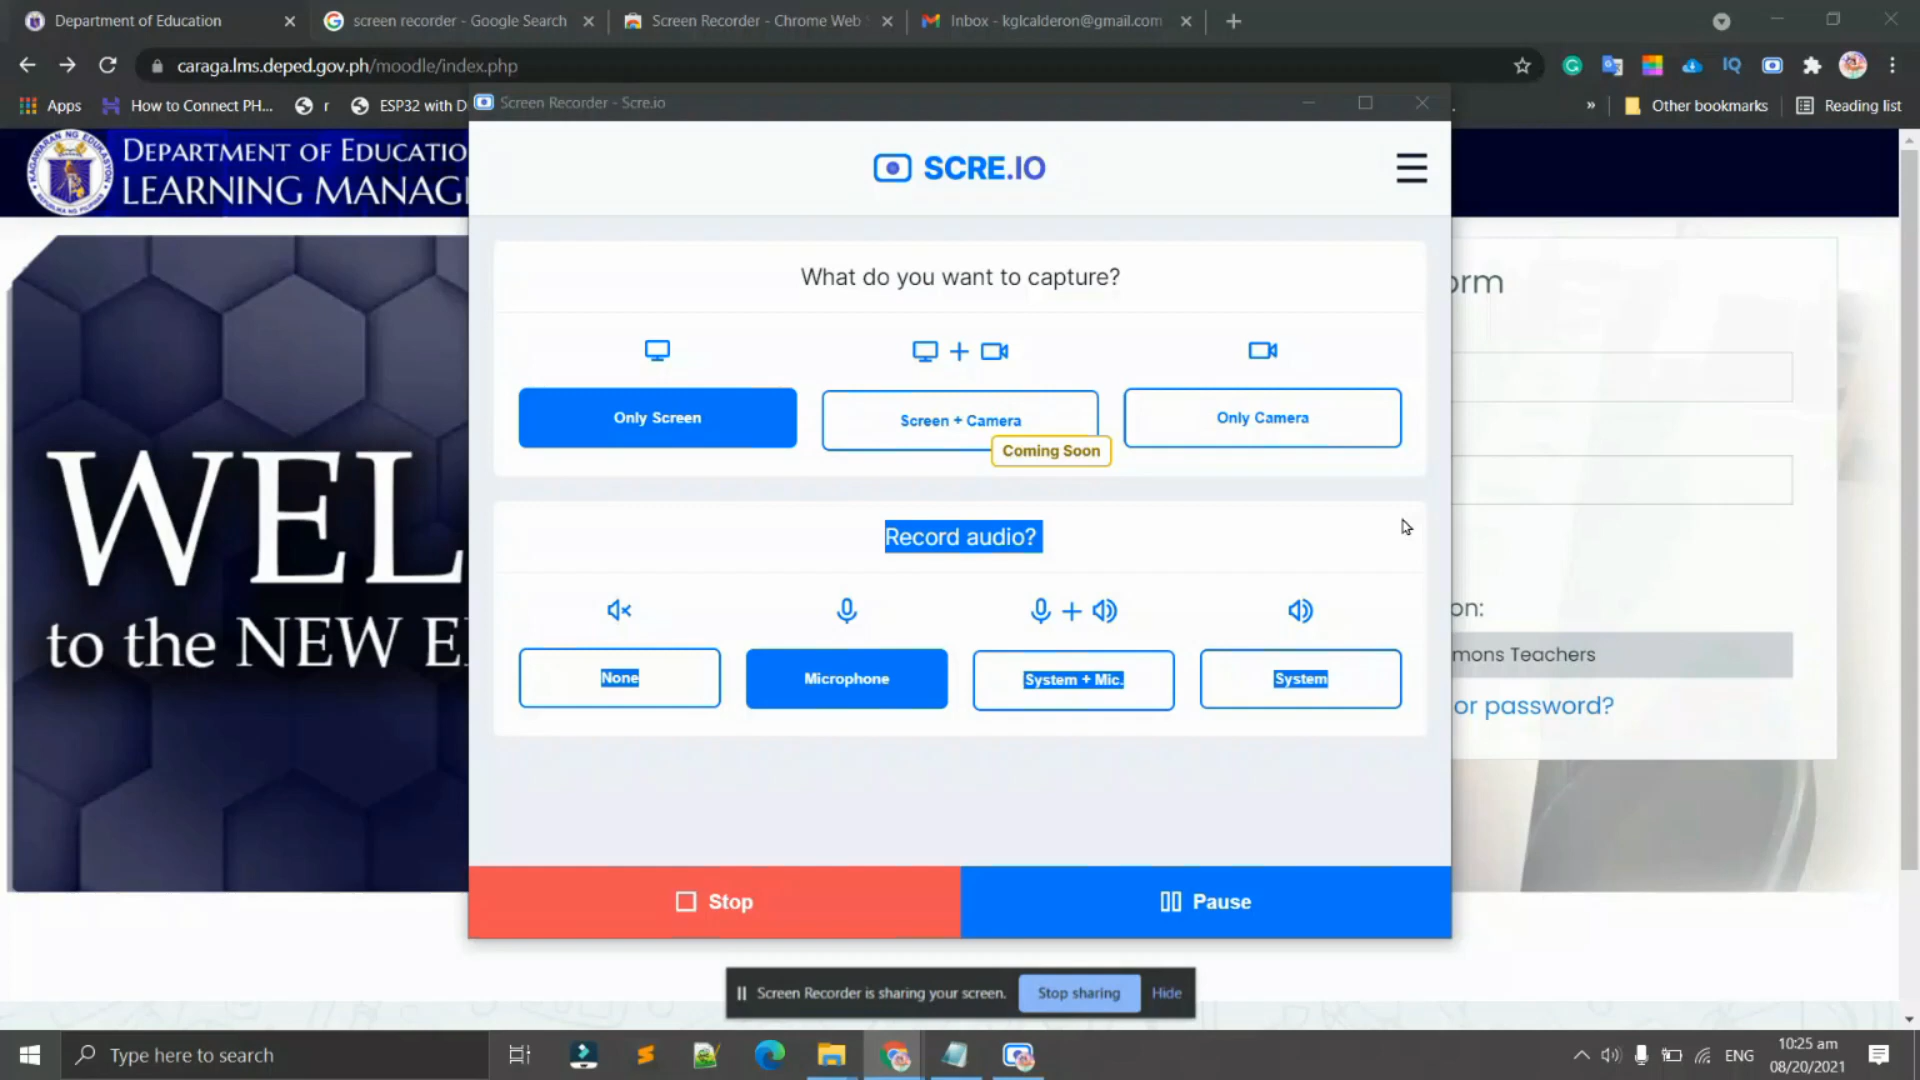 Department of Education
screen recorder - Google Search
Screen Recorder - Chrome Web
Inbox - kglcalderon@gmail.com
caraga.lms.deped.gov.ph/moodle/index.php
IQ
Apps
How to Connect PH...
r
ESP32 with D
Other bookmarks
Reading list
Screen Recorder - Scre.io
DEPARTMENT OF EDUCATIO
LEARNING MANAG
SCRE.IO
What do you want to capture?
orm
Only Screen
Screen + Camera
Only Camera
Coming Soon
WEL
Record audio?
on:
to the NEW E
mons Teachers
None
Microphone
System + Mic.
System
or password?
Stop
Pause
Screen Recorder is sharing your screen.
Stop sharing
Hide
Type here to search
ENG
10:25 am
08/20/2021